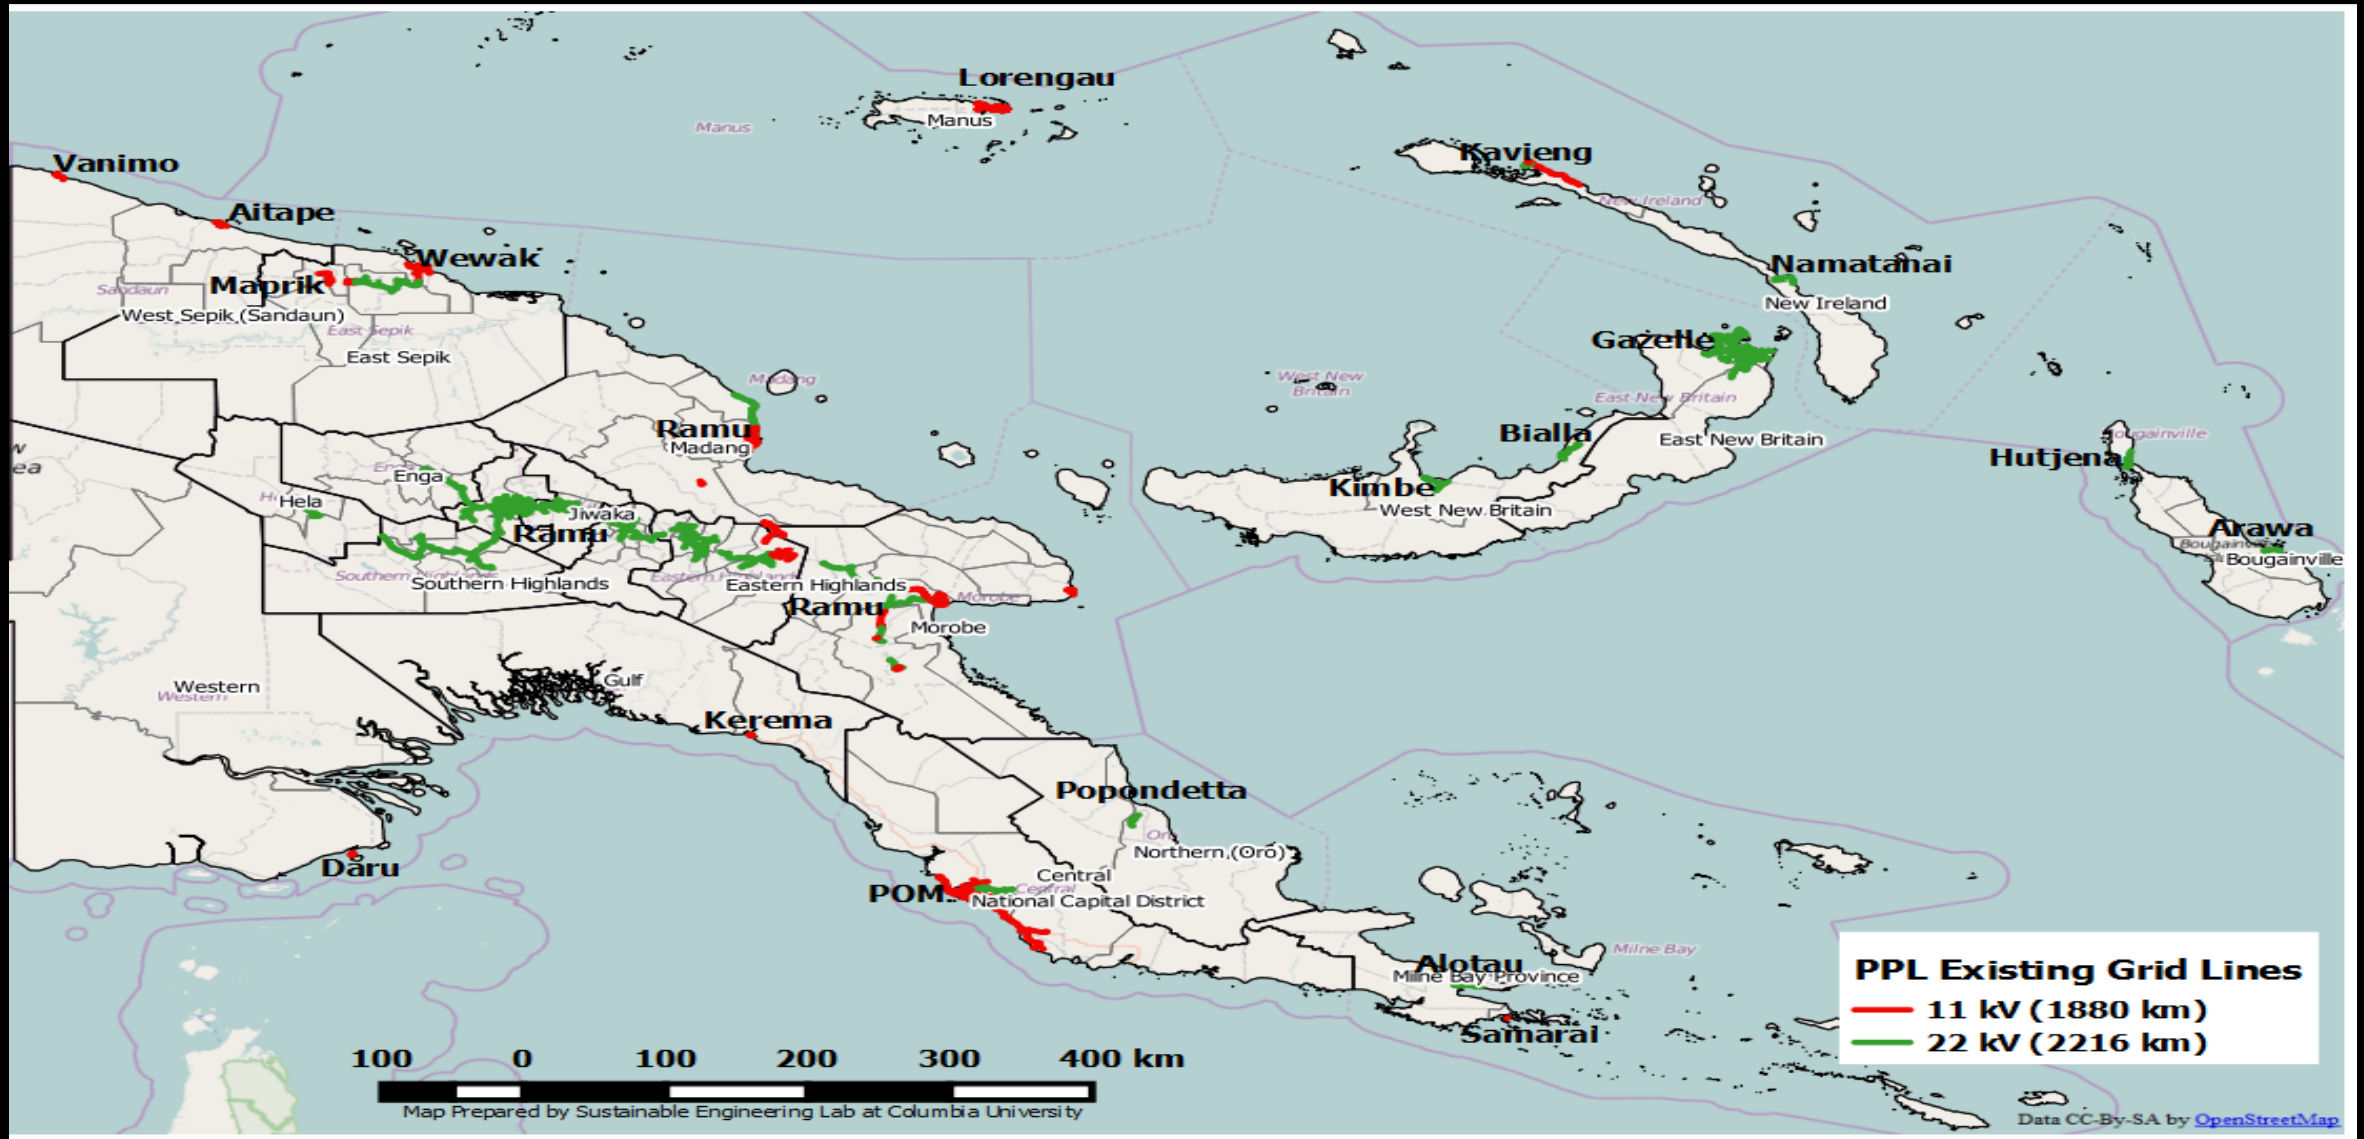 Lorengau
Manus
Manus
Kavieng
New Ireland
Vanimo
Aitape
Wewak
Maprik
Sandaun
West Sepik (Sandaun)
East Sepik
East Sepik
Namatanai
New Ireland
Gazelle
Madang
West New
Britain
East New Britain
Ramu
Madang
Bialla
East New Britain
Bougainville
Hutjena
Enga
Hela
Kimbe
West New Britain
Jiwaka
Ramu
Arawa
Bougainville
Southern Highlands
Southern Highlands
Eastern Highlands
Eastern Highlands
Ramu
Morobe
Morobe
Western
Western
Gulf
Kerema
Popondetta
Oro
Northern (Oro)
Daru
Central
Central
POM
National Capital District
Milne Bay
Alotau
Milne Bay Province
Samarai
PPL Existing Grid Lines
11 kV (1880 km)
22 kV (2216 km)
100 0 100 200 300 400 km
Map Prepared by Sustainable Engineering Lab at Columbia University
Data CC-By-SA by OpenStreetMap